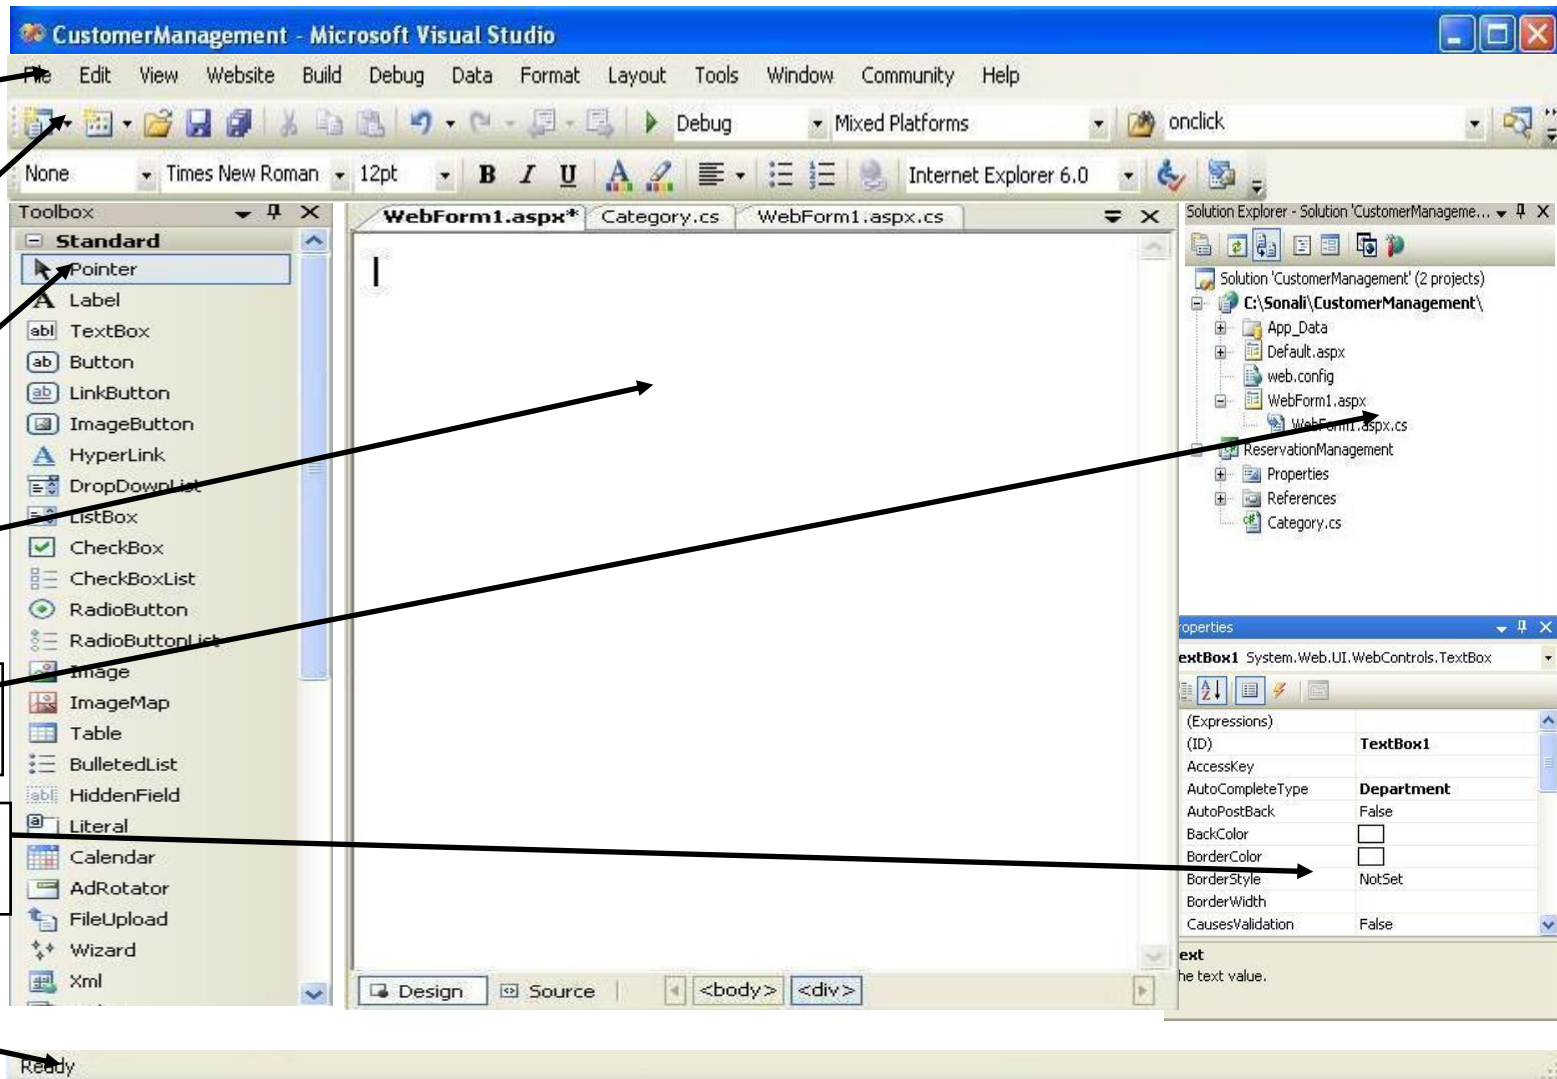 CustomerManagement - Microsoft Visual Studio
File Edit View Website Build Debug Data Format Layout Tools Window Community Help
Debug Mixed Platforms onclick
None Times New Roman 12pt B I U A Internet Explorer 6.0
Toolbox
Standard
Pointer
A Label
abl TextBox
ab Button
ab LinkButton
ImageButton
A HyperLink
DropDownList
ListBox
CheckBox
CheckBoxList
RadioButton
RadioButtonList
Image
ImageMap
Table
BulletedList
abl HiddenField
Literal
Calendar
AdRotator
FileUpload
Wizard
Xml
WebForm1.aspx* Category.cs WebForm1.aspx.cs
Design Source <body> <div>
Solution Explorer - Solution 'CustomerManageme...
Solution 'CustomerManagement' (2 projects)
C:\Sonali\CustomerManagement\
App_Data
Default.aspx
web.config
WebForm1.aspx
WebForm1.aspx.cs
ReservationManagement
Properties
References
Category.cs
roperties
extBox1 System.Web.UI.WebControls.TextBox
(Expressions)
(ID) TextBox1
AccessKey
AutoCompleteType Department
AutoPostBack False
BackColor
BorderColor
BorderStyle NotSet
BorderWidth
CausesValidation False
ext
he text value.
Ready